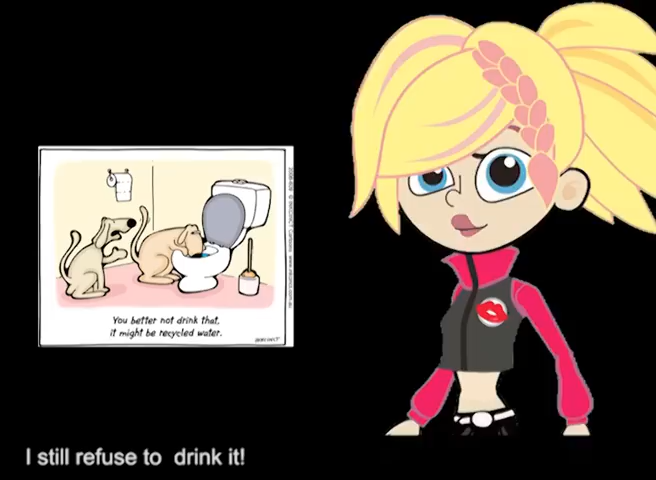 You better not drink that,
it might be recycled water.
I still refuse to  drink it!